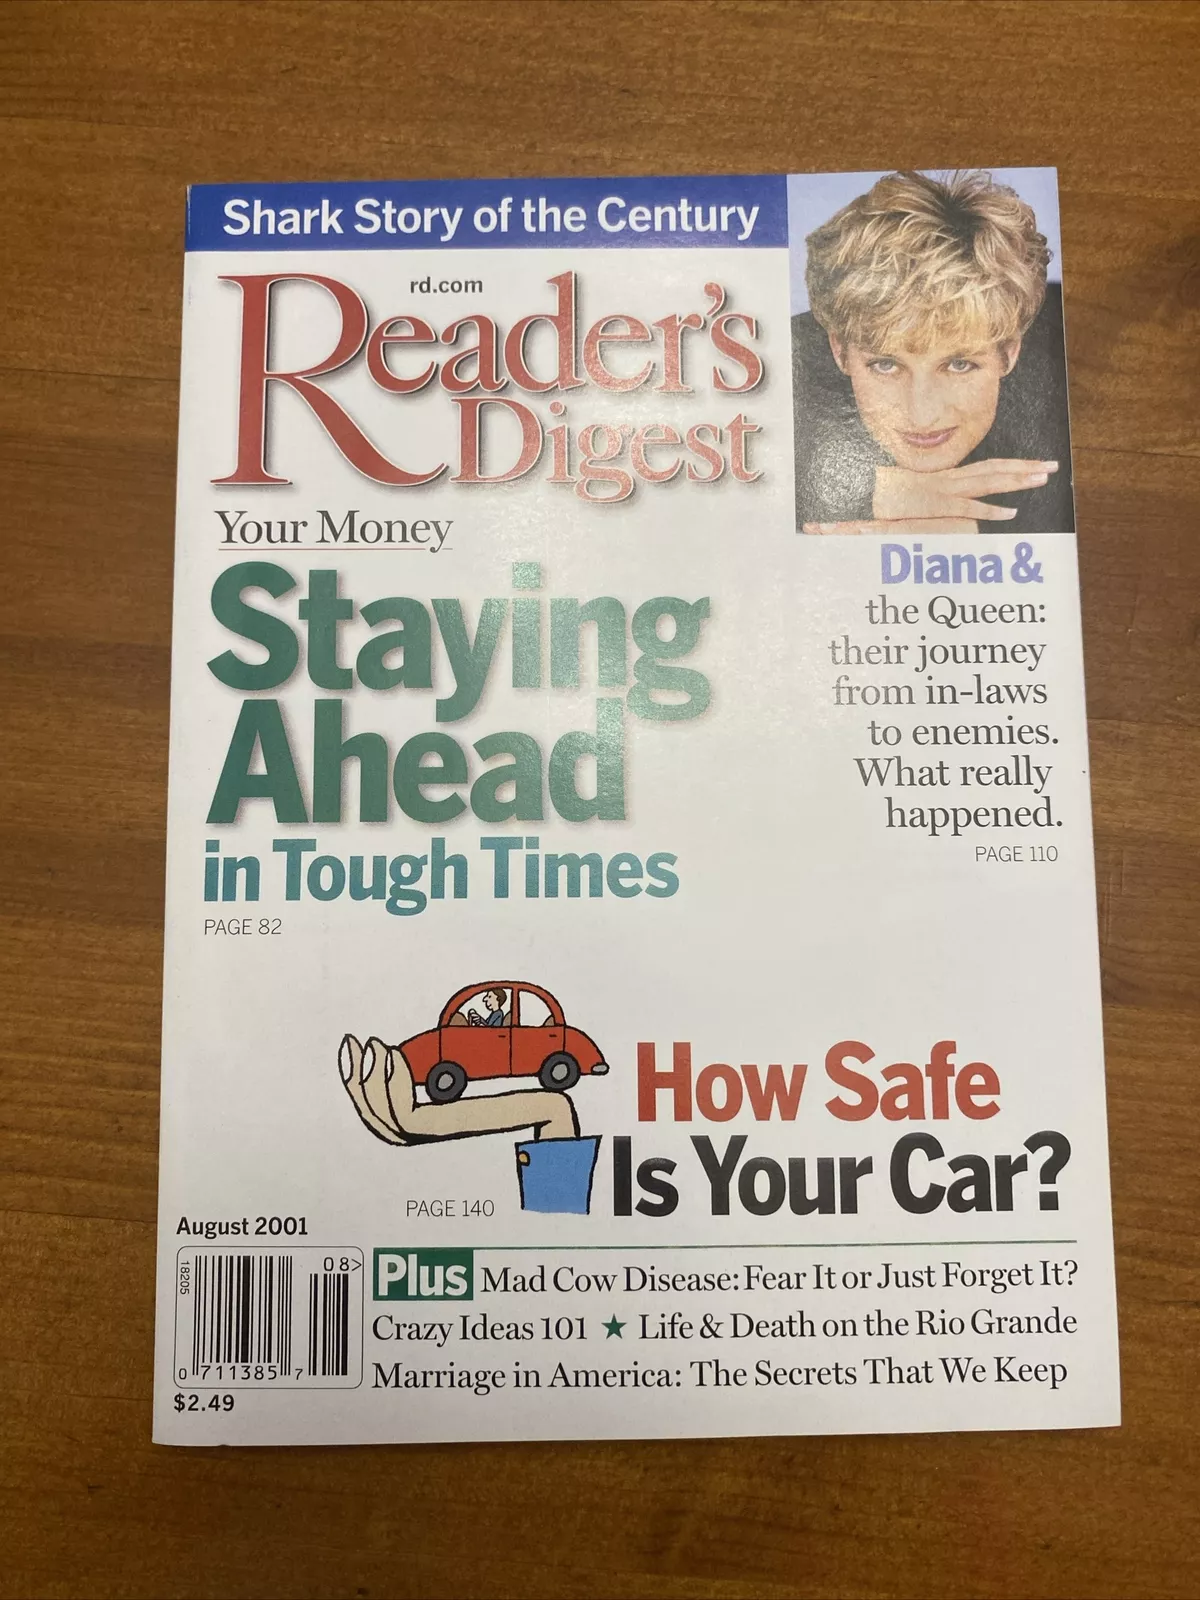 Shark Story of the Century
rd.com
Reader's
Digest
Your Money
Staying
Ahead
in Tough Times
PAGE 82
Diana &
the Queen:
their journey
from in-laws
to enemies.
What really
happened.
PAGE 110
How Safe
Is Your Car?
PAGE 140
August 2001
18205
08>
0 711385 7
$2.49
Plus Mad Cow Disease: Fear It or Just Forget It?
Crazy Ideas 101 ★ Life & Death on the Rio Grande
Marriage in America: The Secrets That We Keep